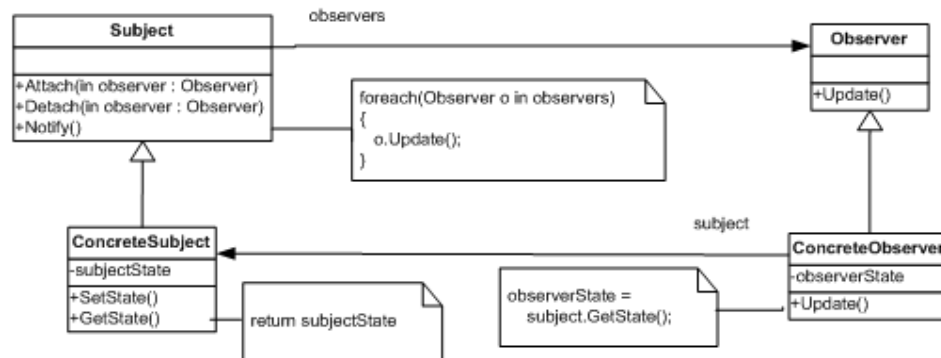 observers
Subject
+Attach(in observer : Observer)
+Detach(in observer : Observer)
+Notify()
foreach(Observer o in observers)
{
o.Update();
}
Observer
+Update()
subject
ConcreteSubject
-subjectState
+SetState()
+GetState()
return subjectState
observerState =
subject.GetState();
ConcreteObserver
-observerState
+Update()